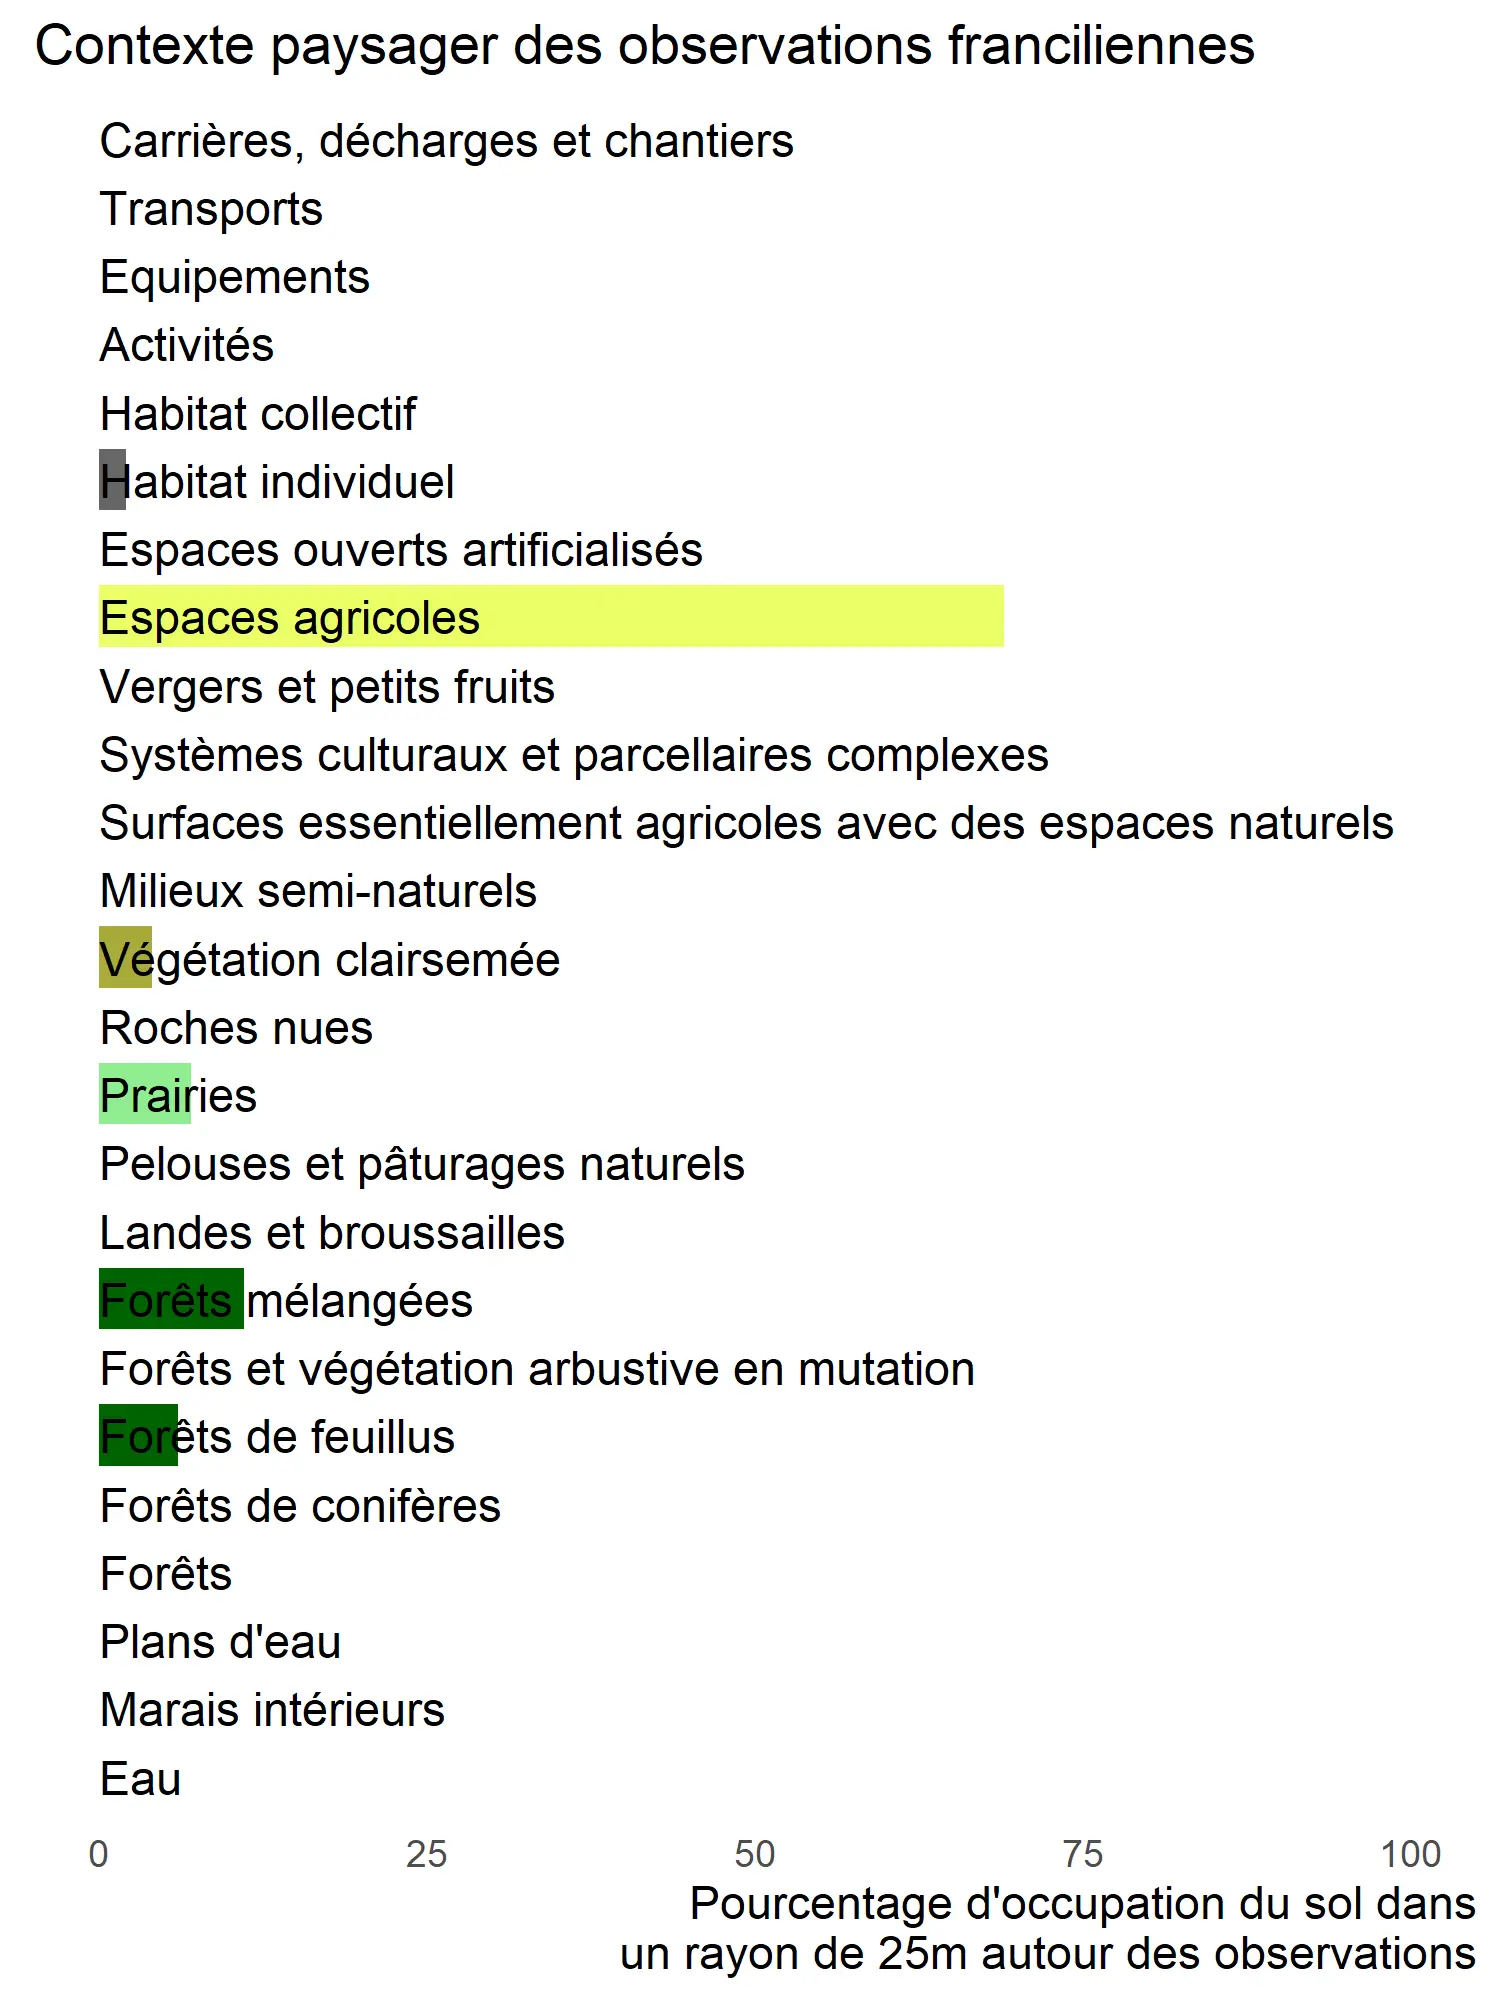 Contexte paysager des observations franciliennes
Carrières, décharges et chantiers
Transports
Equipements
Activités
Habitat collectif
Habitat individuel
Espaces ouverts artificialisés
Espaces agricoles
Vergers et petits fruits
Systèmes culturaux et parcellaires complexes
Surfaces essentiellement agricoles avec des espaces naturels
Milieux semi-naturels
Végétation clairsemée
Roches nues
Prairies
Pelouses et pâturages naturels
Landes et broussailles
Forêts mélangées
Forêts et végétation arbustive en mutation
Forêts de feuillus
Forêts de conifères
Forêts
Plans d'eau
Marais intérieurs
Eau
0 25 50 75 100
Pourcentage d'occupation du sol dans
un rayon de 25m autour des observations